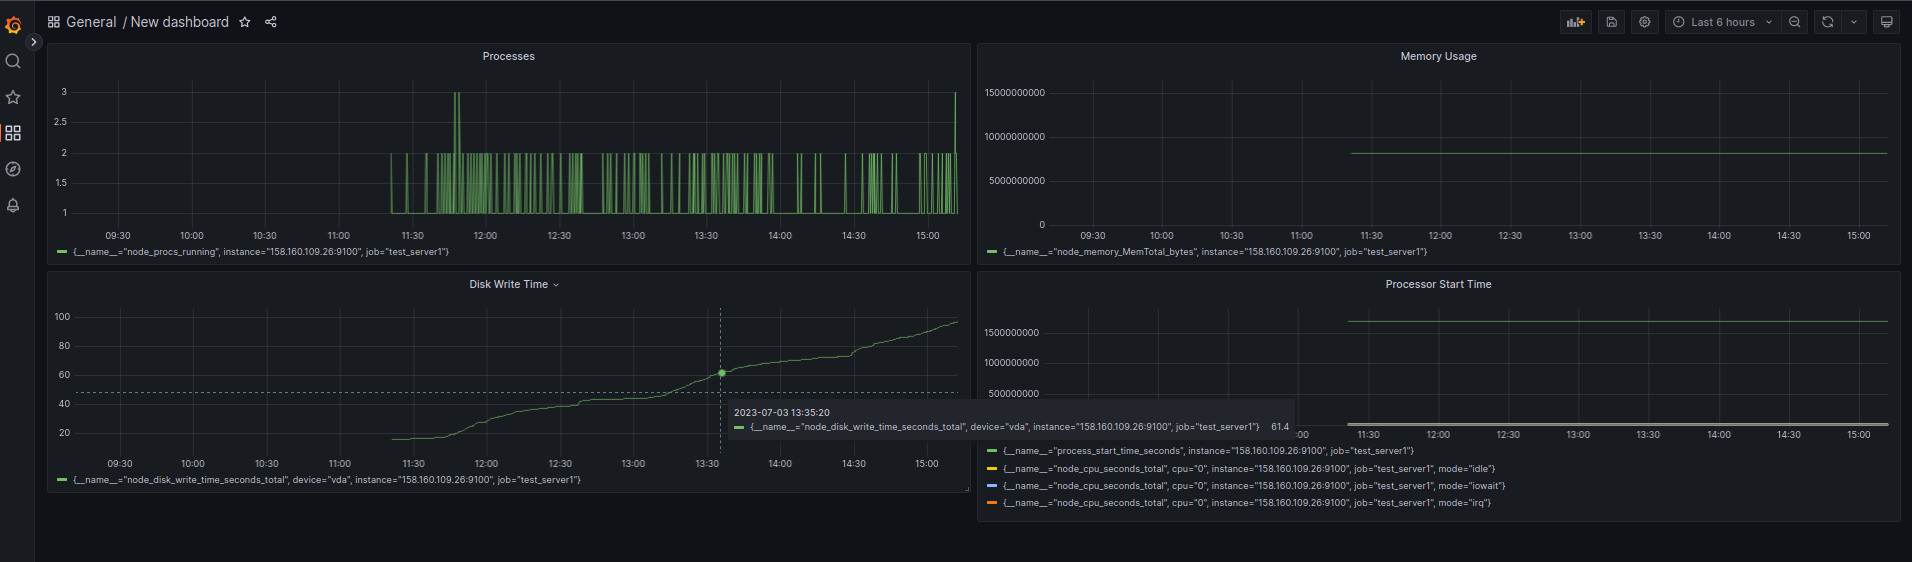 General / New dashboard
Last 6 hours
Processes
3
2.5
2
1.5
1
09:30 10:00 10:30 11:00 11:30 12:00 12:30 13:00 13:30 14:00 14:30 15:00
{__name__="node_procs_running", instance="158.160.109.26:9100", job="test_server1"}
Memory Usage
15000000000
10000000000
5000000000
0
09:30 10:00 10:30 11:00 11:30 12:00 12:30 13:00 13:30 14:00 14:30 15:00
{__name__="node_memory_MemTotal_bytes", instance="158.160.109.26:9100", job="test_server1"}
Disk Write Time
100
80
60
40
20
09:30 10:00 10:30 11:00 11:30 12:00 12:30 13:00 13:30 14:00 14:30 15:00
{__name__="node_disk_write_time_seconds_total", device="vda", instance="158.160.109.26:9100", job="test_server1"}
2023-07-03 13:35:20
{__name__="node_disk_write_time_seconds_total", device="vda", instance="158.160.109.26:9100", job="test_server1"} 61.4
Processor Start Time
1500000000
1000000000
500000000
:00 11:30 12:00 12:30 13:00 13:30 14:00 14:30 15:00
{__name__="process_start_time_seconds", instance="158.160.109.26:9100", job="test_server1"}
{__name__="node_cpu_seconds_total", cpu="0", instance="158.160.109.26:9100", job="test_server1", mode="idle"}
{__name__="node_cpu_seconds_total", cpu="0", instance="158.160.109.26:9100", job="test_server1", mode="iowait"}
{__name__="node_cpu_seconds_total", cpu="0", instance="158.160.109.26:9100", job="test_server1", mode="irq"}